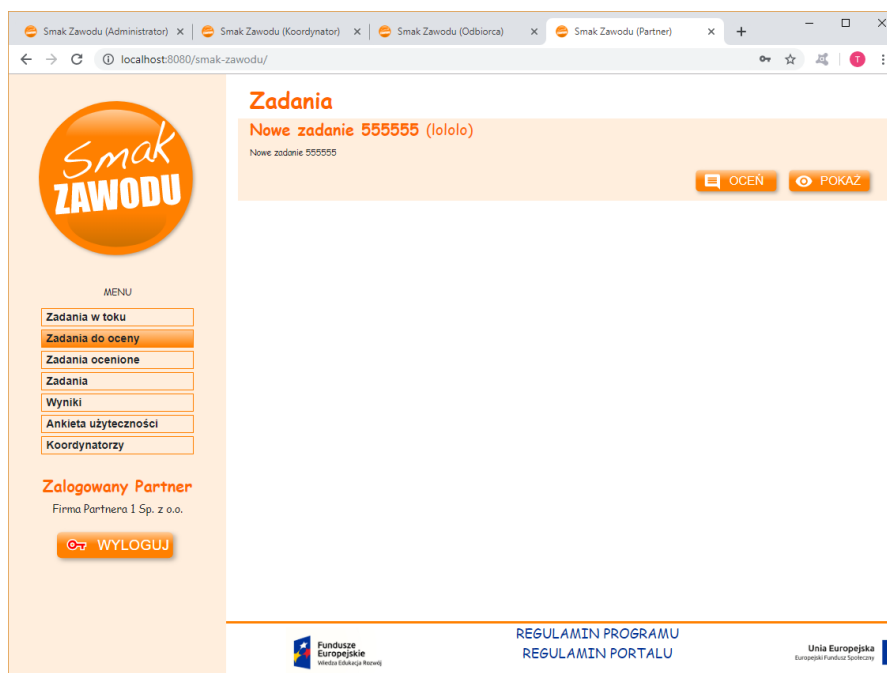 Smak Zawodu (Administrator)
Smak Zawodu (Koordynator)
Smak Zawodu (Odbiorca)
Smak Zawodu (Partner)
localhost:8080/smak-zawodu/
T
Smak
ZAWODU
MENU
Zadania w toku
Zadania do oceny
Zadania ocenione
Zadania
Wyniki
Ankieta użyteczności
Koordynatorzy
Zalogowany Partner
Firma Partnera 1 Sp. z o.o.
WYLOGUJ
Zadania
Nowe zadanie 555555 (lololo)
Nowe zadanie 555555
OCEŃ
POKAŻ
Fundusze
Europejskie
Wiedza Edukacja Rozwój
REGULAMIN PROGRAMU
REGULAMIN PORTALU
Unia Europejska
Europejski Fundusz Społeczny